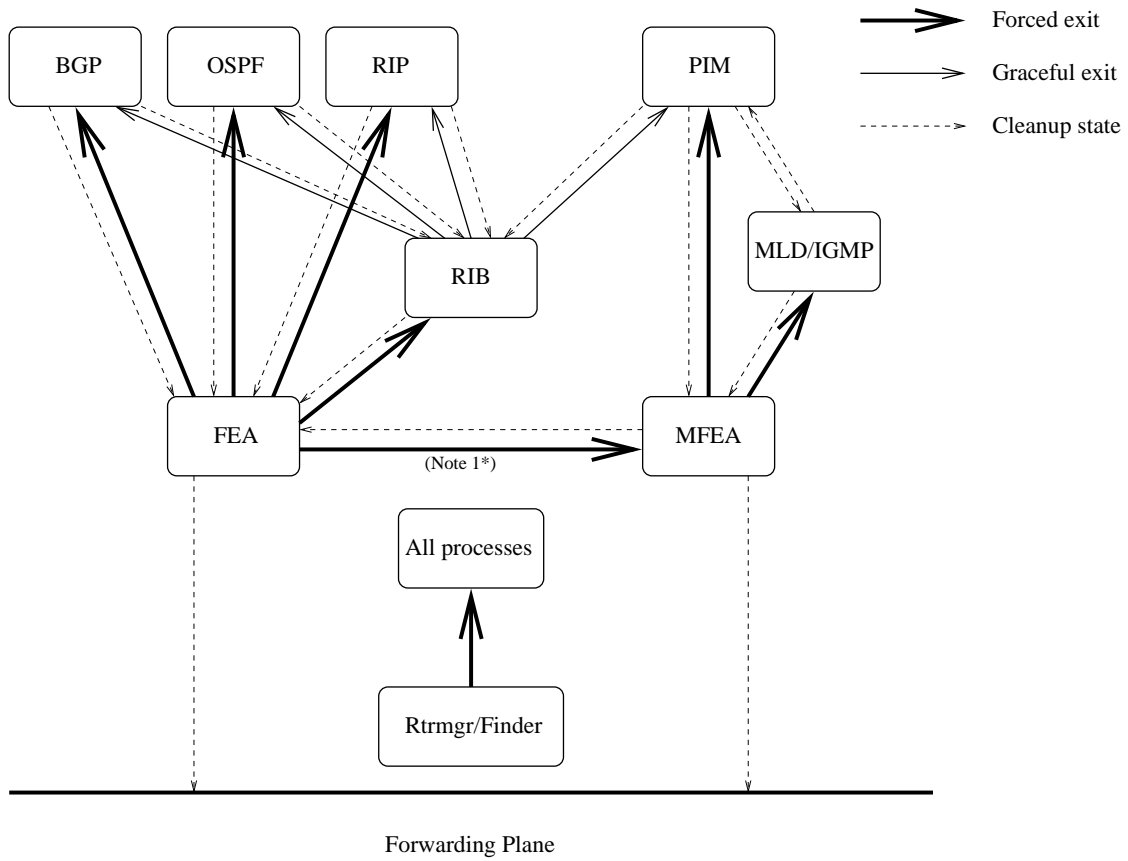 Forced exit
BGP
OSPF
RIP
PIM
Graceful exit
Cleanup state
MLD/IGMP
RIB
FEA
MFEA
(Note 1*)
All processes
Rtrmgr/Finder
Forwarding Plane